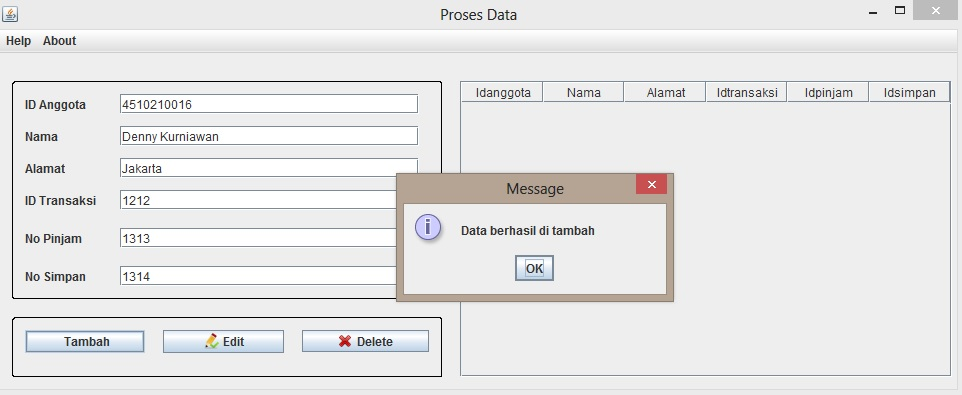 Proses Data
Help About
ID Anggota 4510210016
Nama Denny Kurniawan
Alamat Jakarta
ID Transaksi 1212
No Pinjam 1313
No Simpan 1314
Tambah Edit Delete
Idanggota Nama Alamat Idtransaksi Idpinjam Idsimpan
Message
Data berhasil di tambah
OK